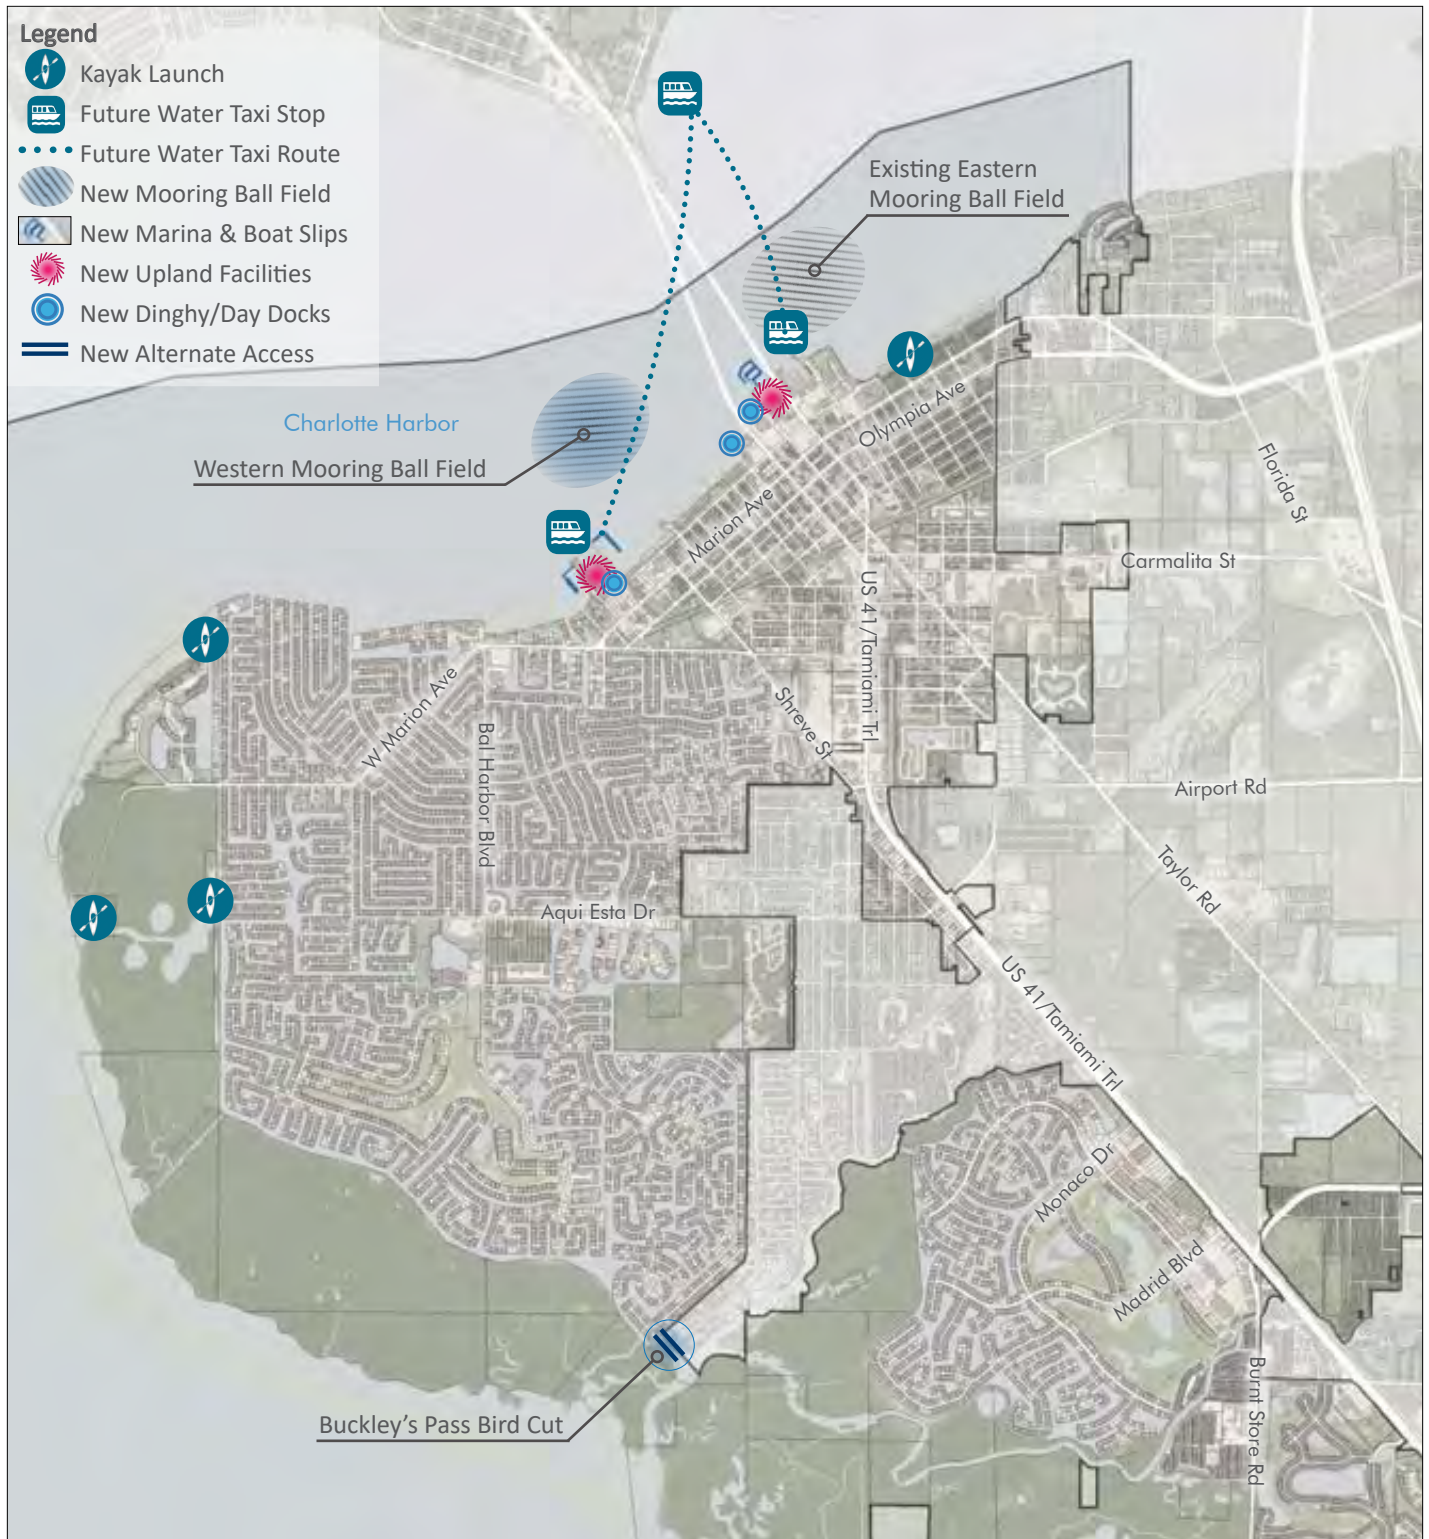 Legend
Kayak Launch
Future Water Taxi Stop
Future Water Taxi Route
New Mooring Ball Field
New Marina & Boat Slips
New Upland Facilities
New Dinghy/Day Docks
New Alternate Access
Existing Eastern
Mooring Ball Field
Charlotte Harbor
Western Mooring Ball Field
Olympia Ave
Marion Ave
Florida St
Carmalita St
US 41/Tamiami Trl
Shreve St
W Marion Ave
Bal Harbor Blvd
Airport Rd
Taylor Rd
Aqui Esta Dr
US 41/Tamiami Trl
Monaco Dr
Madrid Blvd
Burnt Store Rd
Buckley's Pass Bird Cut